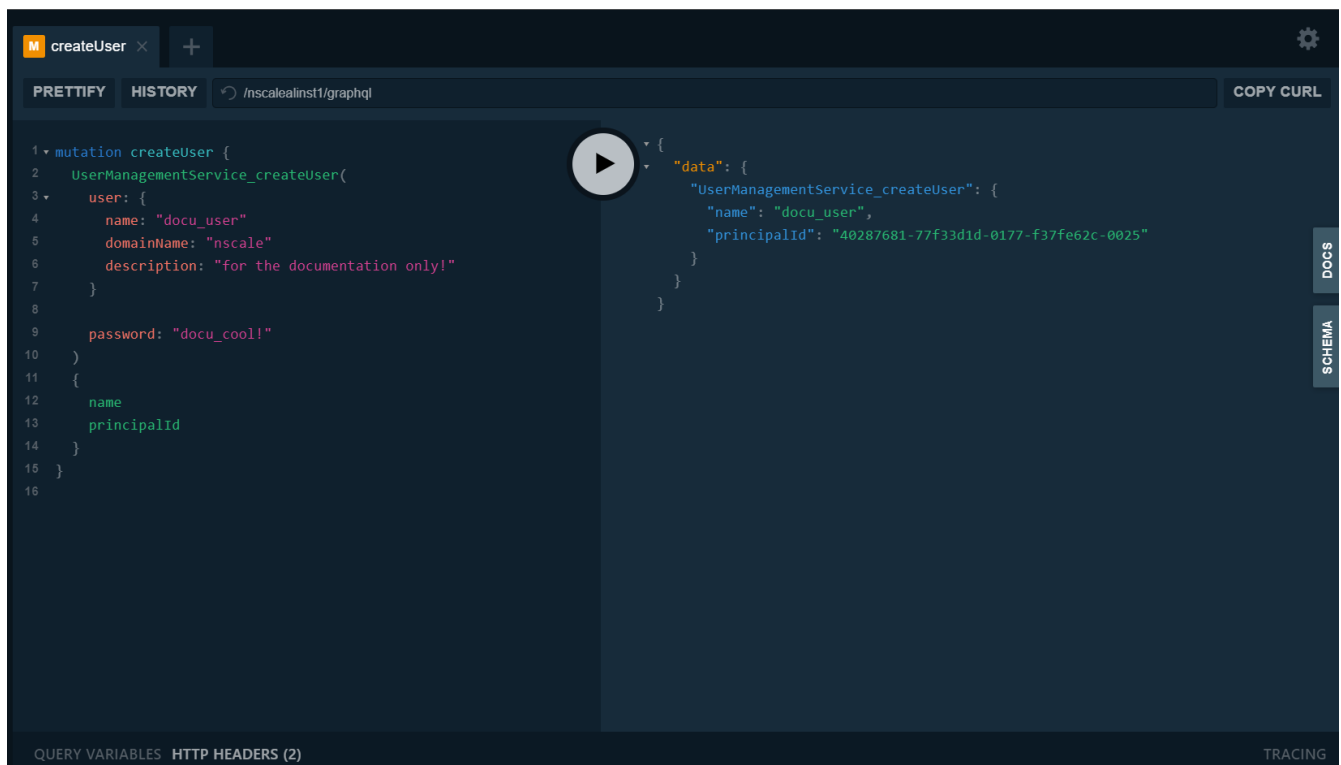 M createUser × +
PRETTIFY HISTORY /nscalealinst1/graphql COPY CURL
1 mutation createUser {
2 UserManagementService_createUser(
3 user: {
4 name: "docu_user"
5 domainName: "nscale"
6 description: "for the documentation only!"
7 }
8
9 password: "docu_cool!"
10 )
11 {
12 name
13 principalId
14 }
15 }
16
{
"data": {
"UserManagementService_createUser": {
"name": "docu_user",
"principalId": "40287681-77f33d1d-0177-f37fe62c-0025"
}
}
}
DOCS
SCHEMA
QUERY VARIABLES HTTP HEADERS (2) TRACING